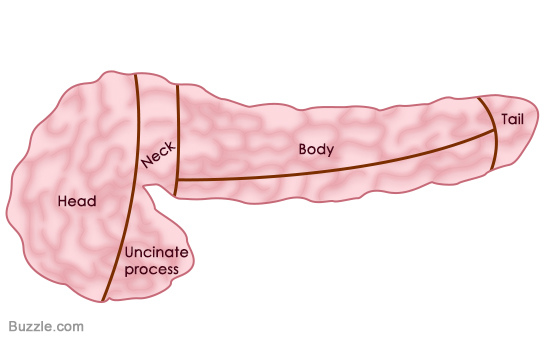 Head
Neck
Body
Tail
Uncinate
process
Buzzle.com